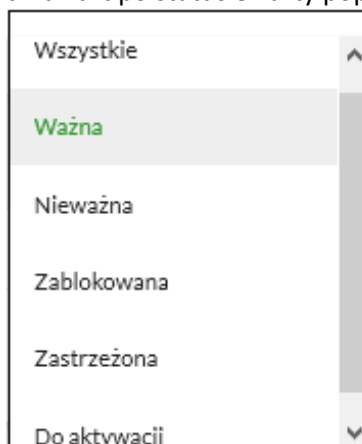 Wszystkie
Ważna
Nieważna
Zablokowana
Zastrzeżona
Do aktywacji